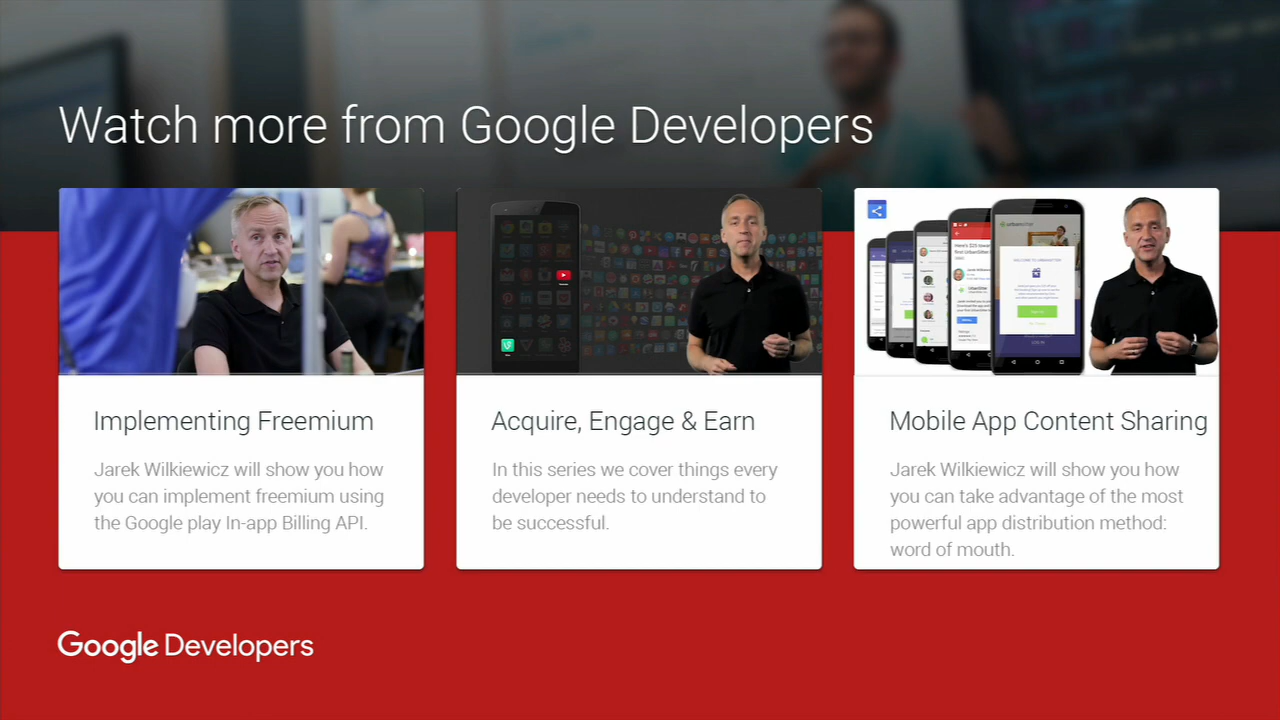 Watch more from Google Developers
Implementing Freemium
Jarek Wilkiewicz will show you how
you can implement freemium using
the Google play In-app Billing API.
Acquire, Engage & Earn
In this series we cover things every
developer needs to understand to
be successful.
Mobile App Content Sharing
Jarek Wilkiewicz will show you how
you can take advantage of the most
powerful app distribution method:
word of mouth.
Google Developers